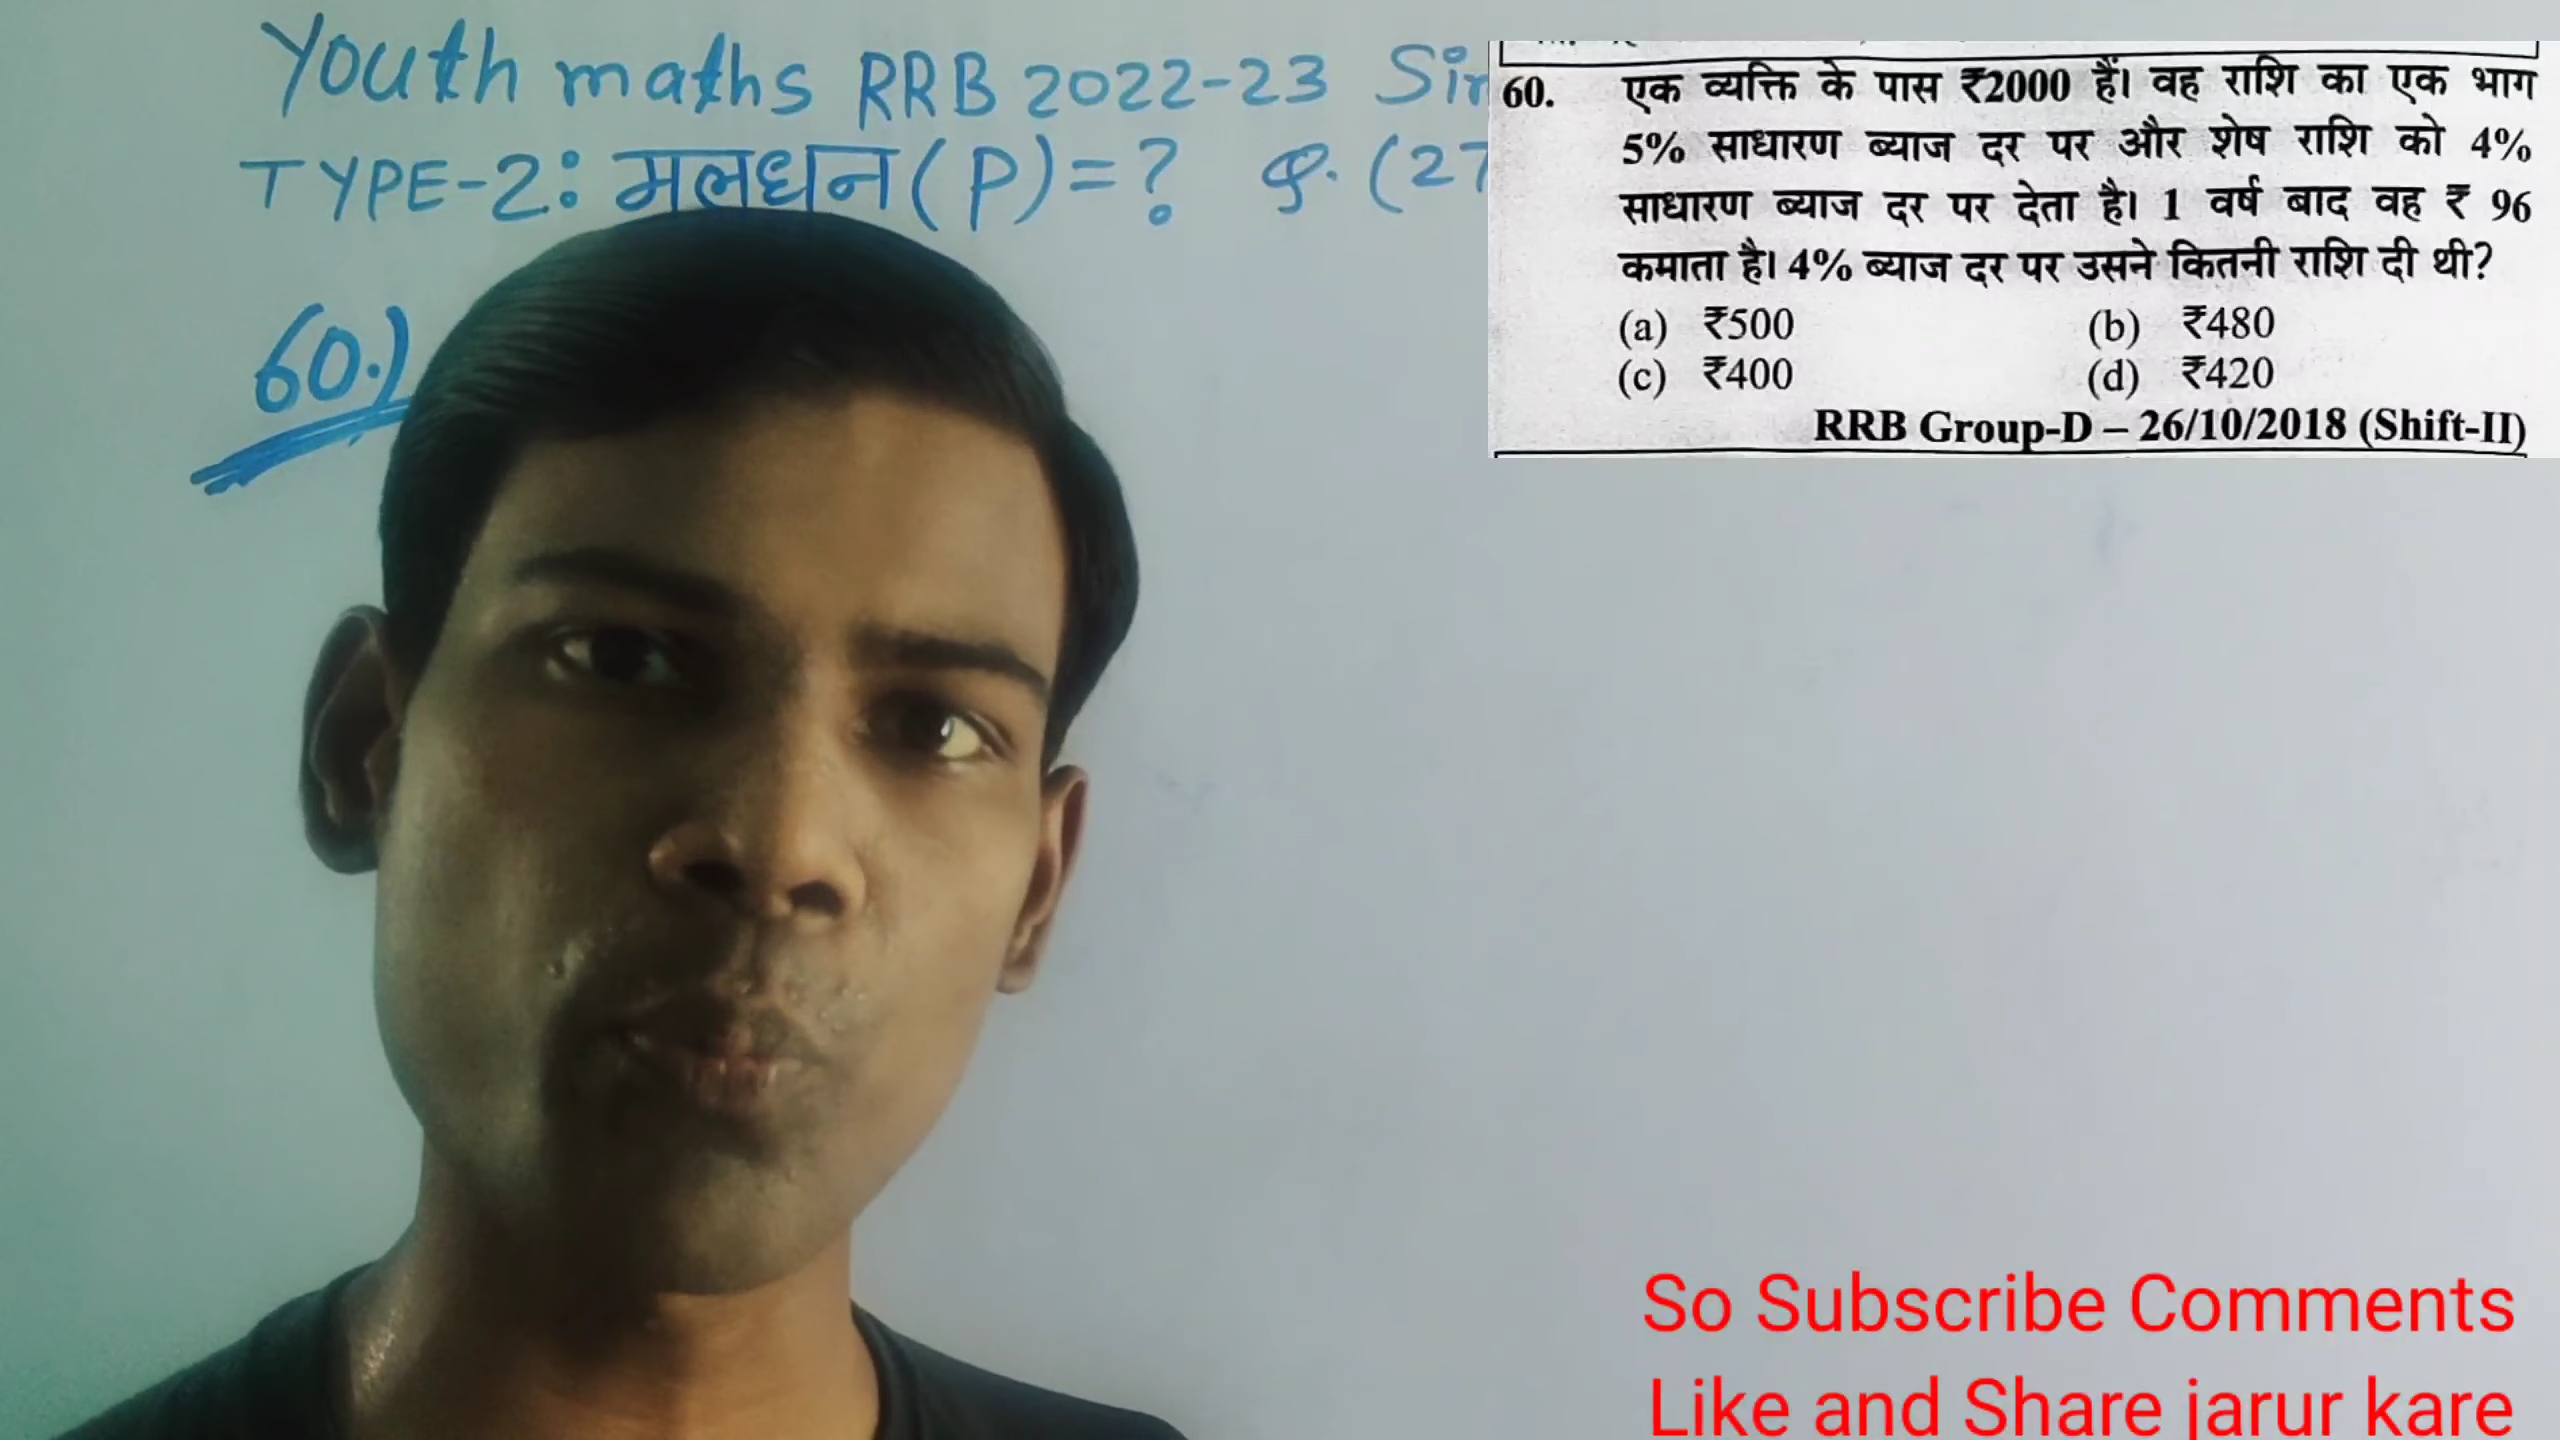 Youth maths RRB 2022-23
TYPE-2: मूलधन (P)=? (27
60.)
60. एक व्यक्ति के पास ₹2000 हैं। वह राशि का एक भाग
5% साधारण ब्याज दर पर और शेष राशि को 4%
साधारण ब्याज दर पर देता है। 1 वर्ष बाद वह ₹ 96
कमाता है। 4% ब्याज दर पर उसने कितनी राशि दी थी?
(a) ₹500 (b) ₹480
(c) ₹400 (d) ₹420
RRB Group-D – 26/10/2018 (Shift-II)
So Subscribe Comments
Like and Share jarur kare